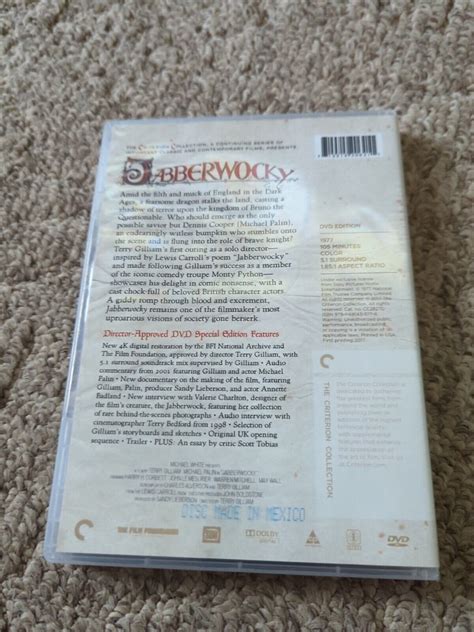 THE CRITERION COLLECTION, A CONTINUING SERIES OF
IMPORTANT CLASSIC AND CONTEMPORARY FILMS, PRESENTS
JABBERWOCKY
Amid the filth and muck of England in the Dark
Ages, a fearsome dragon stalks the land, casting a
shadow of terror upon the kingdom of Bruno the
Questionable. Who should emerge as the only
possible savior but Dennis Cooper (Michael Palin),
an endearingly witless bumpkin who stumbles onto
the scene and is flung into the role of brave knight?
Terry Gilliam's first outing as a solo director—
inspired by Lewis Carroll's poem "Jabberwocky"
and made following Gilliam's success as a member
of the iconic comedy troupe Monty Python—
showcases his delight in comic nonsense, with a
cast chock full of beloved British character actors.
A giddy romp through blood and excrement,
Jabberwocky remains one of the filmmaker's most
uproarious visions of society gone berserk.
Director-Approved DVD Special Edition Features
New 4K digital restoration by the BFI National Archives and
The Film Foundation, approved by director Terry Gilliam, with
5.1 surround soundtrack mix supervised by Gilliam • Audio
commentary from 2001 featuring Gilliam and actor Michael
Palin • New documentary on the making of the film, featuring
Gilliam, Palin, producer Sandy Lieberson, and actor Annette
Badland • New interview with Valerie Charlton, designer of
the film's creature, the Jabberwock, featuring her collection
of rare behind-the-scenes photographs • Audio interview with
cinematographer Terry Bedford from 1998 • Selection of
Gilliam's storyboards and sketches • Original UK opening
sequence • Trailer • PLUS: An essay by critic Scott Tobias
DVD EDITION
1977
105 MINUTES
COLOR
5.1 SURROUND
1.85:1 ASPECT RATIO
THE CRITERION COLLECTION
DISC MADE IN MEXICO
THE FILM FOUNDATION
DOLBY
DVD